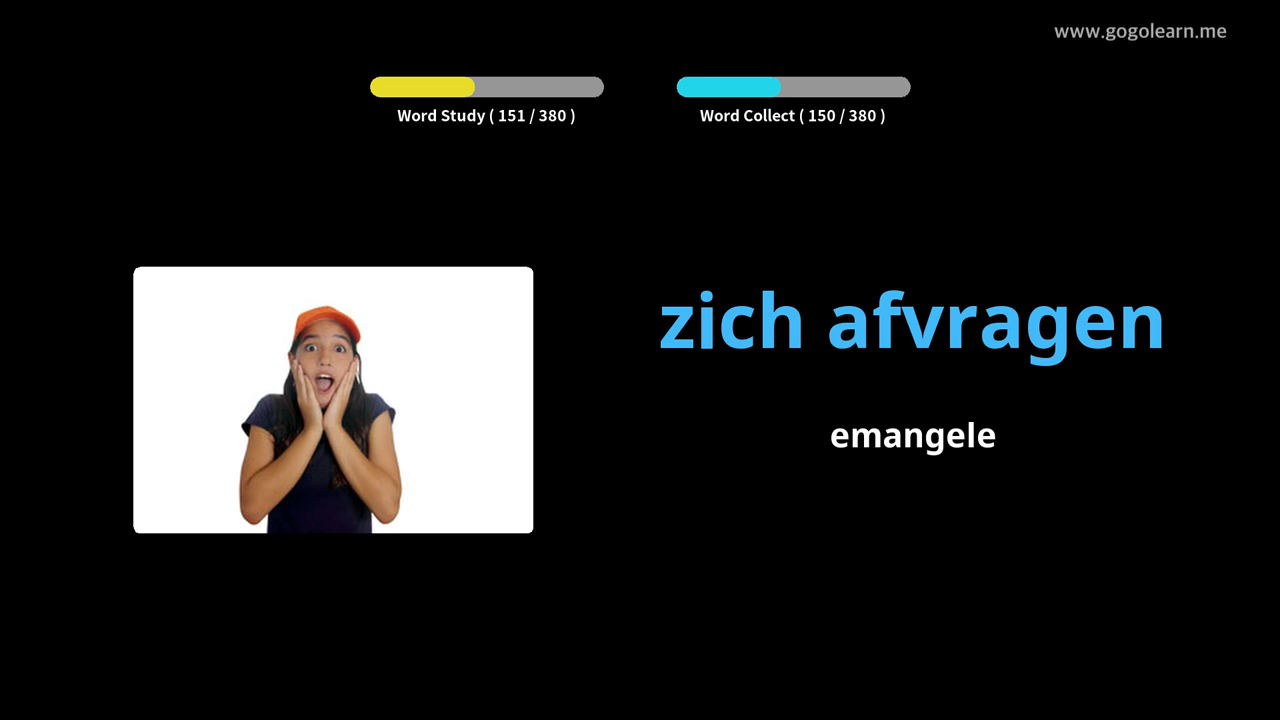 www.gogolearn.me
Word Study ( 151 / 380 )
Word Collect ( 150 / 380 )
zich afvragen
emangele